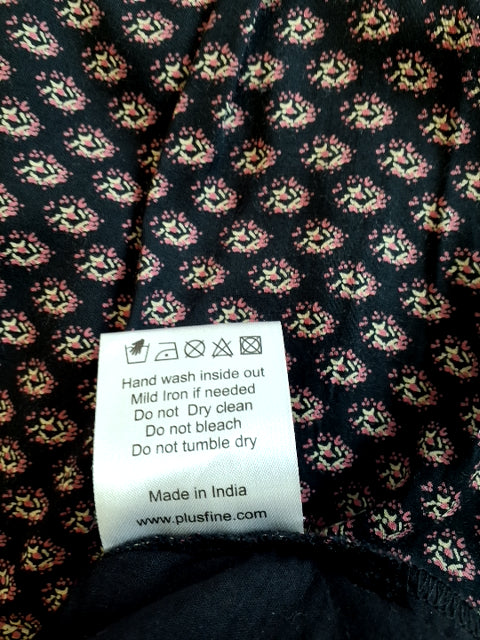 Hand wash inside out
Mild Iron if needed
Do not Dry clean
Do not bleach
Do not tumble dry
Made in India
www.plusfine.com